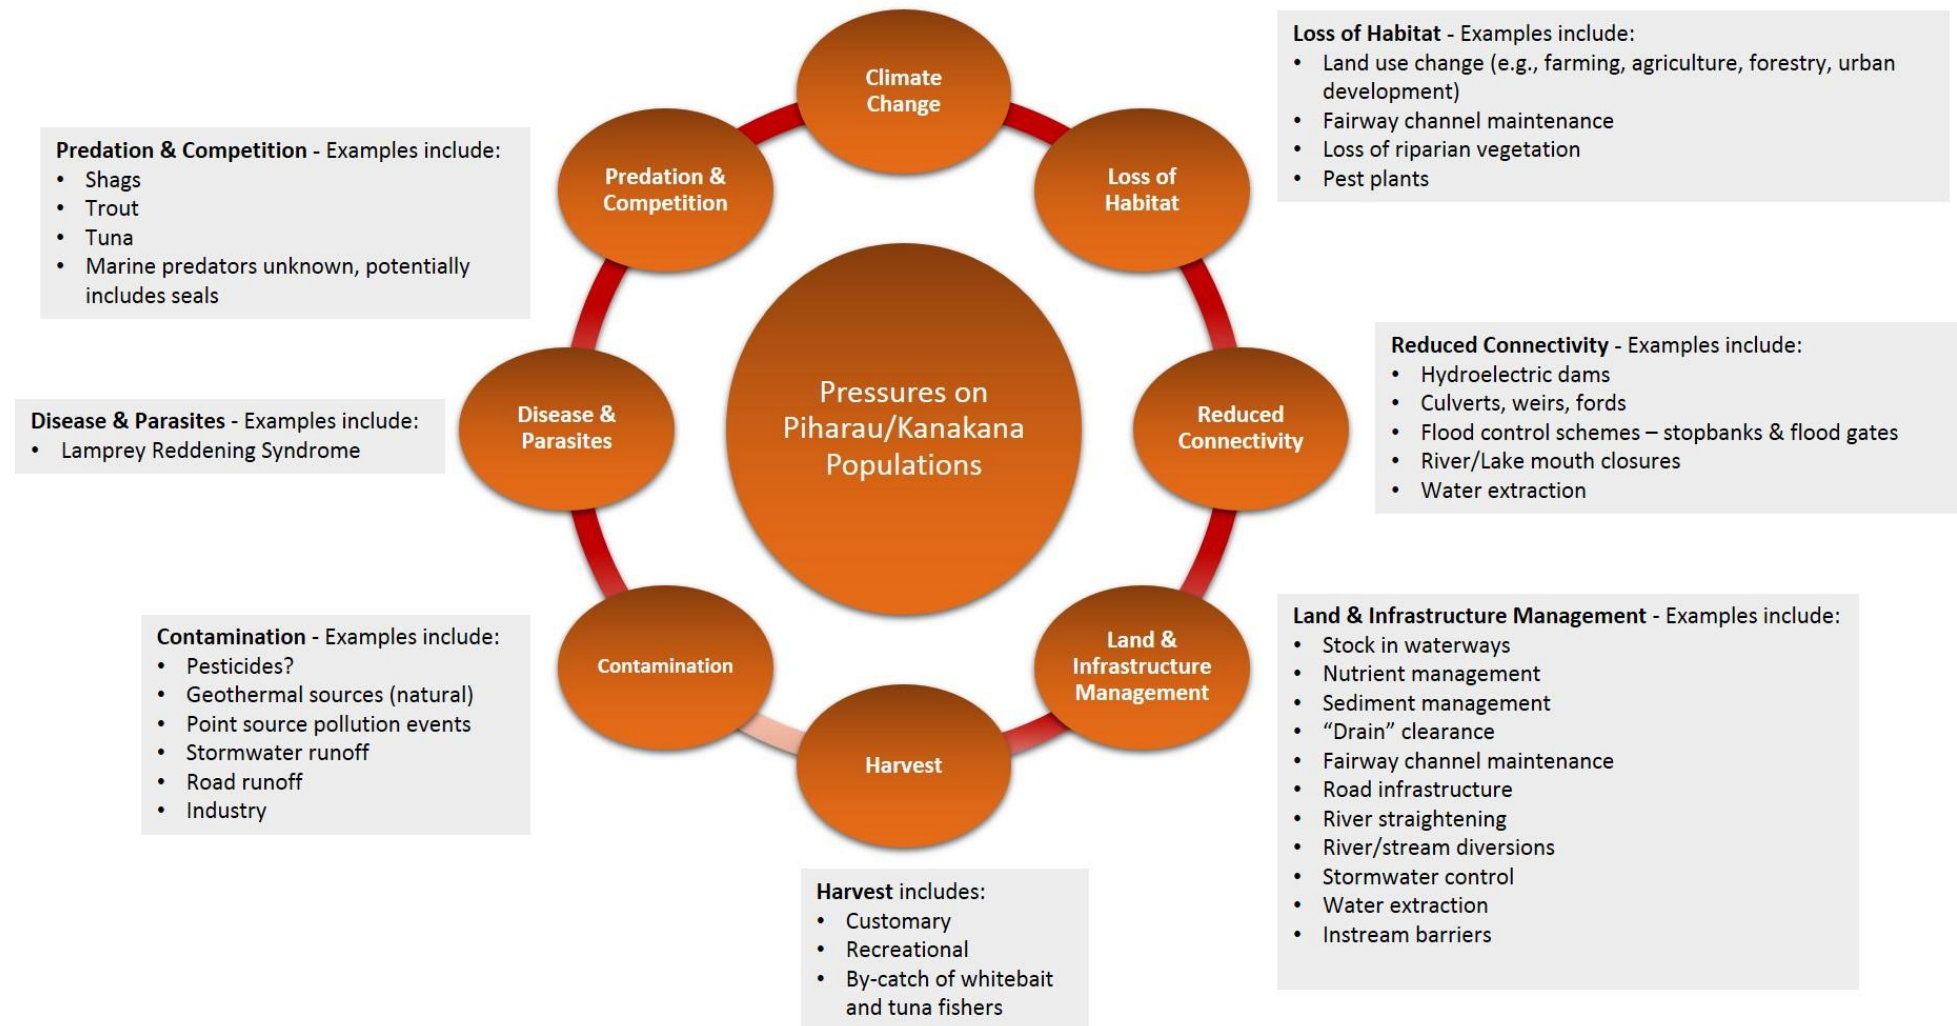 Climate
Change
Loss of
Habitat
Reduced
Connectivity
Land &
Infrastructure
Management
Harvest
Contamination
Disease &
Parasites
Predation &
Competition
Pressures on
Piharau/Kanakana
Populations
Loss of Habitat - Examples include:
• Land use change (e.g., farming, agriculture, forestry, urban
development)
• Fairway channel maintenance
• Loss of riparian vegetation
• Pest plants
Reduced Connectivity - Examples include:
• Hydroelectric dams
• Culverts, weirs, fords
• Flood control schemes – stopbanks & flood gates
• River/Lake mouth closures
• Water extraction
Land & Infrastructure Management - Examples include:
• Stock in waterways
• Nutrient management
• Sediment management
• “Drain” clearance
• Fairway channel maintenance
• Road infrastructure
• River straightening
• River/stream diversions
• Stormwater control
• Water extraction
• Instream barriers
Harvest includes:
• Customary
• Recreational
• By-catch of whitebait
and tuna fishers
Contamination - Examples include:
• Pesticides?
• Geothermal sources (natural)
• Point source pollution events
• Stormwater runoff
• Road runoff
• Industry
Disease & Parasites - Examples include:
• Lamprey Reddening Syndrome
Predation & Competition - Examples include:
• Shags
• Trout
• Tuna
• Marine predators unknown, potentially
includes seals